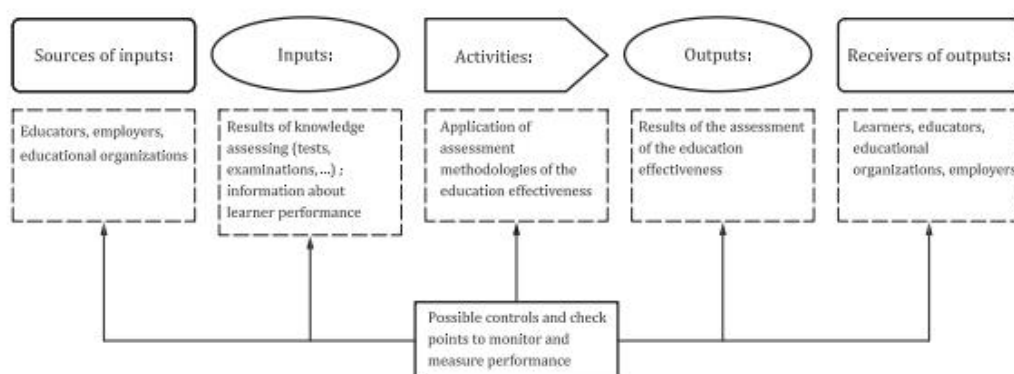 Sources of inputs:
Inputs:
Activities:
Outputs:
Receivers of outputs:
Educators, employers,
educational organizations
Results of knowledge
assessing (tests,
examinations, ...) ;
information about
learner performance
Application of
assessment
methodologies of the
education effectiveness
Results of the assessment
of the education
effectiveness
Learners, educators,
educational
organizations, employers
Possible controls and check
points to monitor and
measure performance